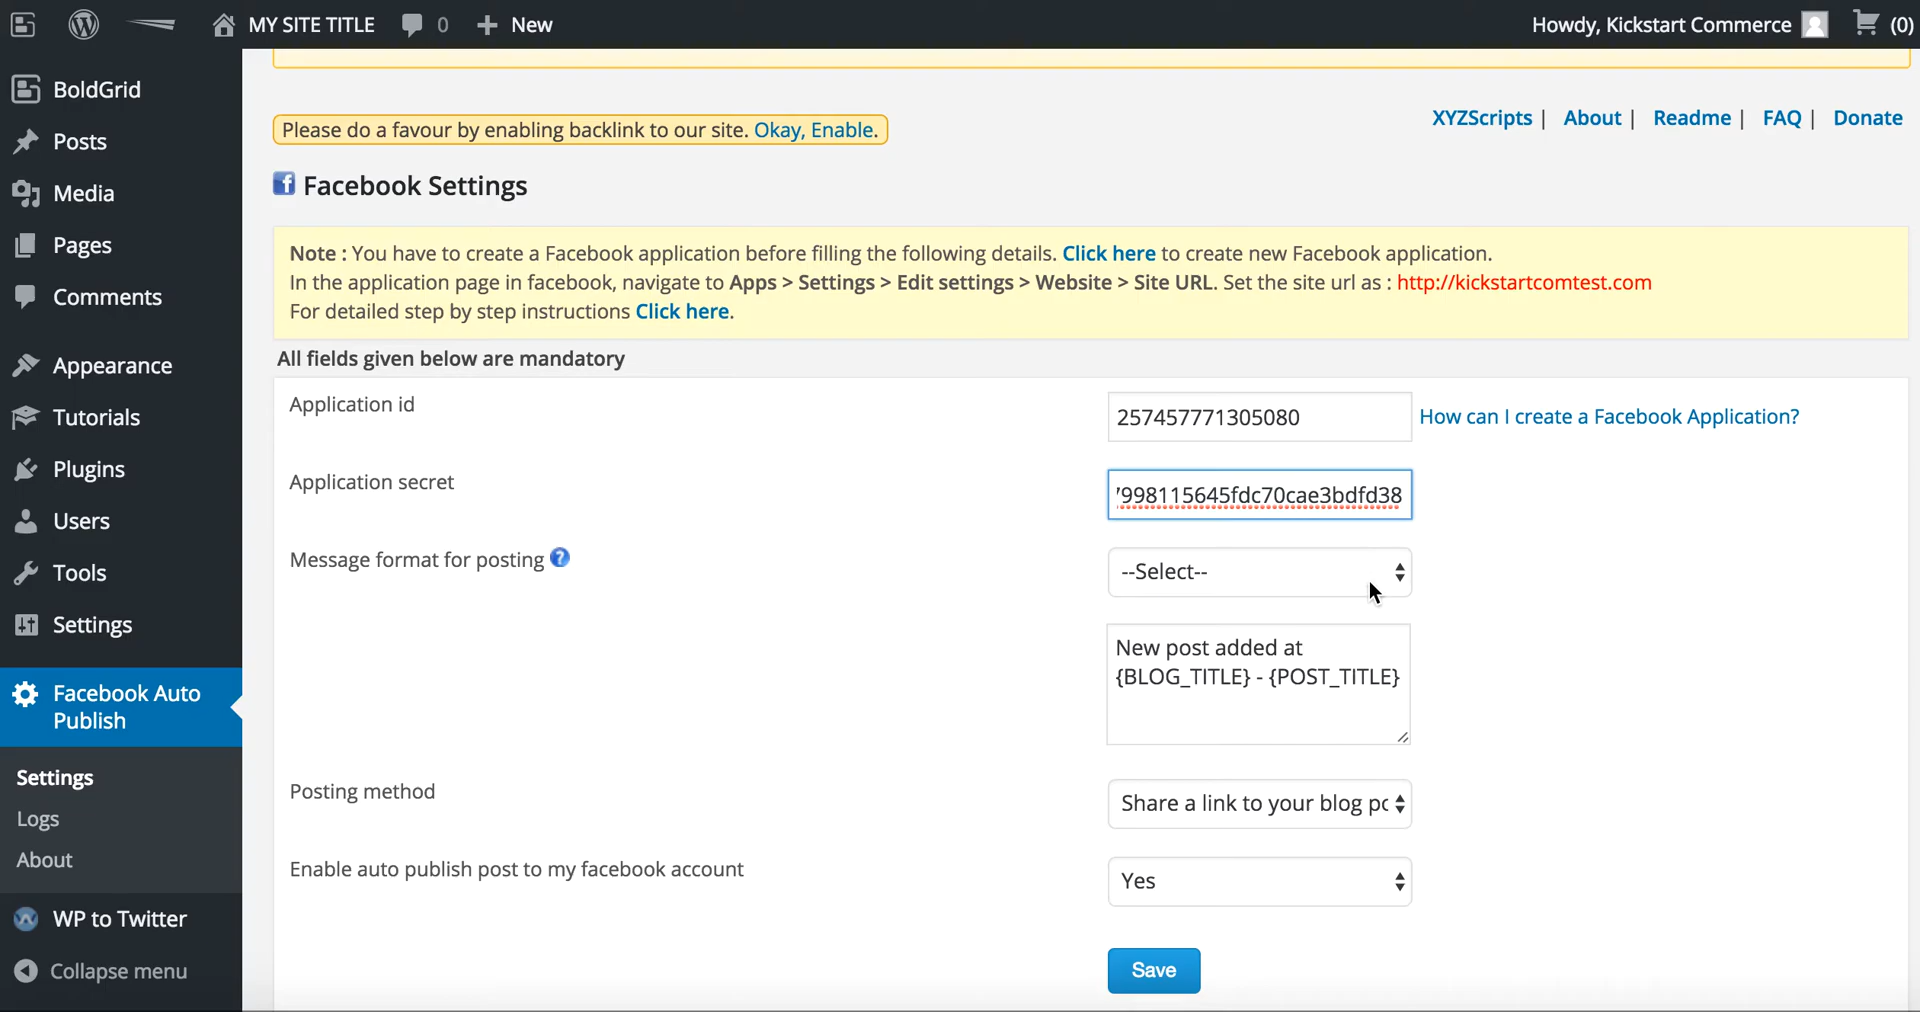 MY SITE TITLE 0 + New Howdy, Kickstart Commerce (0)
BoldGrid
Posts
Media
Pages
Comments
Appearance
Tutorials
Plugins
Users
Tools
Settings
Facebook Auto
Publish
Settings
Logs
About
WP to Twitter
Collapse menu
Please do a favour by enabling backlink to our site. Okay, Enable.
XYZScripts | About | Readme | FAQ | Donate
Facebook Settings
Note : You have to create a Facebook application before filling the following details. Click here to create new Facebook application.
In the application page in facebook, navigate to Apps > Settings > Edit settings > Website > Site URL. Set the site url as : http://kickstartcomtest.com
For detailed step by step instructions Click here.
All fields given below are mandatory
Application id 257457771305080 How can I create a Facebook Application?
Application secret 7998115645fdc70cae3bdfd38
Message format for posting ? --Select--
New post added at
{BLOG_TITLE} - {POST_TITLE}
Posting method Share a link to your blog po
Enable auto publish post to my facebook account Yes
Save